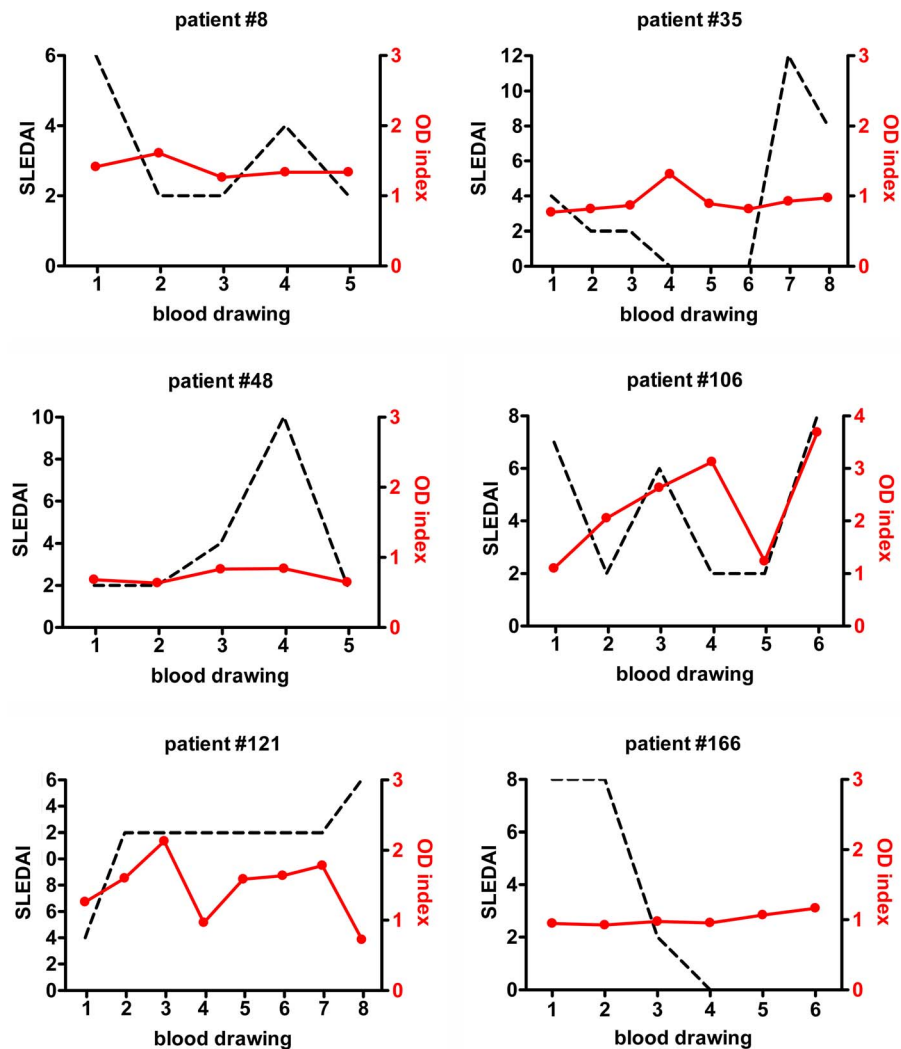 patient #8
6
4
2
0
SLEDAI
3
2
1
0
OD index
1 2 3 4 5
blood drawing
patient #35
12
10
8
6
4
2
0
SLEDAI
3
2
1
0
OD index
1 2 3 4 5 6 7 8
blood drawing
patient #48
10
8
6
4
2
0
SLEDAI
3
2
1
0
OD index
1 2 3 4 5
blood drawing
patient #106
8
6
4
2
0
SLEDAI
4
3
2
1
0
OD index
1 2 3 4 5 6
blood drawing
patient #121
6
4
2
0
8
6
4
2
0
SLEDAI
3
2
1
0
OD index
1 2 3 4 5 6 7 8
blood drawing
patient #166
8
6
4
2
0
SLEDAI
3
2
1
0
OD index
1 2 3 4 5 6
blood drawing